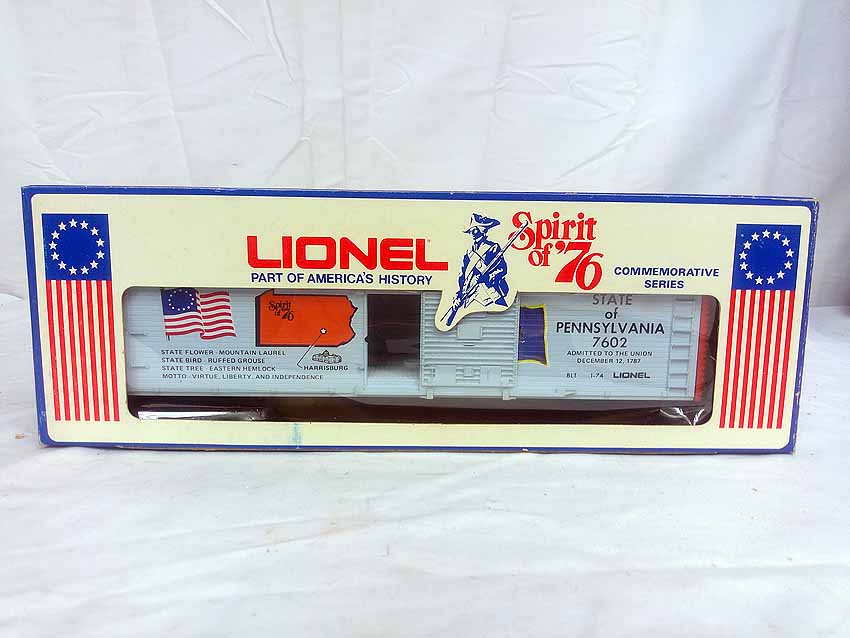 LIONEL
PART OF AMERICA'S HISTORY
Spirit
of '76
COMMEMORATIVE
SERIES
Spirit
of '76
HARRISBURG
STATE FLOWER - MOUNTAIN LAUREL
STATE BIRD - RUFFED GROUSE
STATE TREE - EASTERN HEMLOCK
MOTTO - VIRTUE, LIBERTY, AND INDEPENDENCE
STATE
of
PENNSYLVANIA
7602
ADMITTED TO THE UNION
DECEMBER 12, 1787
BLT 1-74 LIONEL